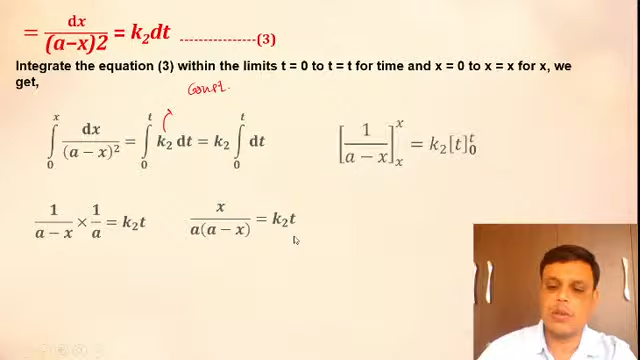 = dx/(a–x)2 = k₂dt ----------------(3)
Integrate the equation (3) within the limits t = 0 to t = t for time and x = 0 to x = x for x, we
get,
const.
∫₀ˣ dx/(a − x)² = ∫₀ᵗ k₂ dt = k₂ ∫₀ᵗ dt
[1/(a − x)]ₓˣ = k₂[t]₀ᵗ
1/(a − x) × 1/a = k₂t
x/a(a − x) = k₂t